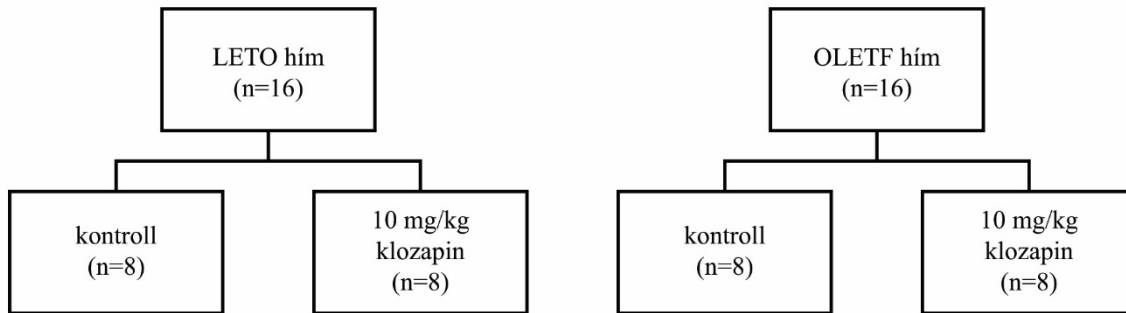 LETO hím
(n=16)
OLETF hím
(n=16)
kontroll
(n=8)
10 mg/kg
klozapin
(n=8)
kontroll
(n=8)
10 mg/kg
klozapin
(n=8)